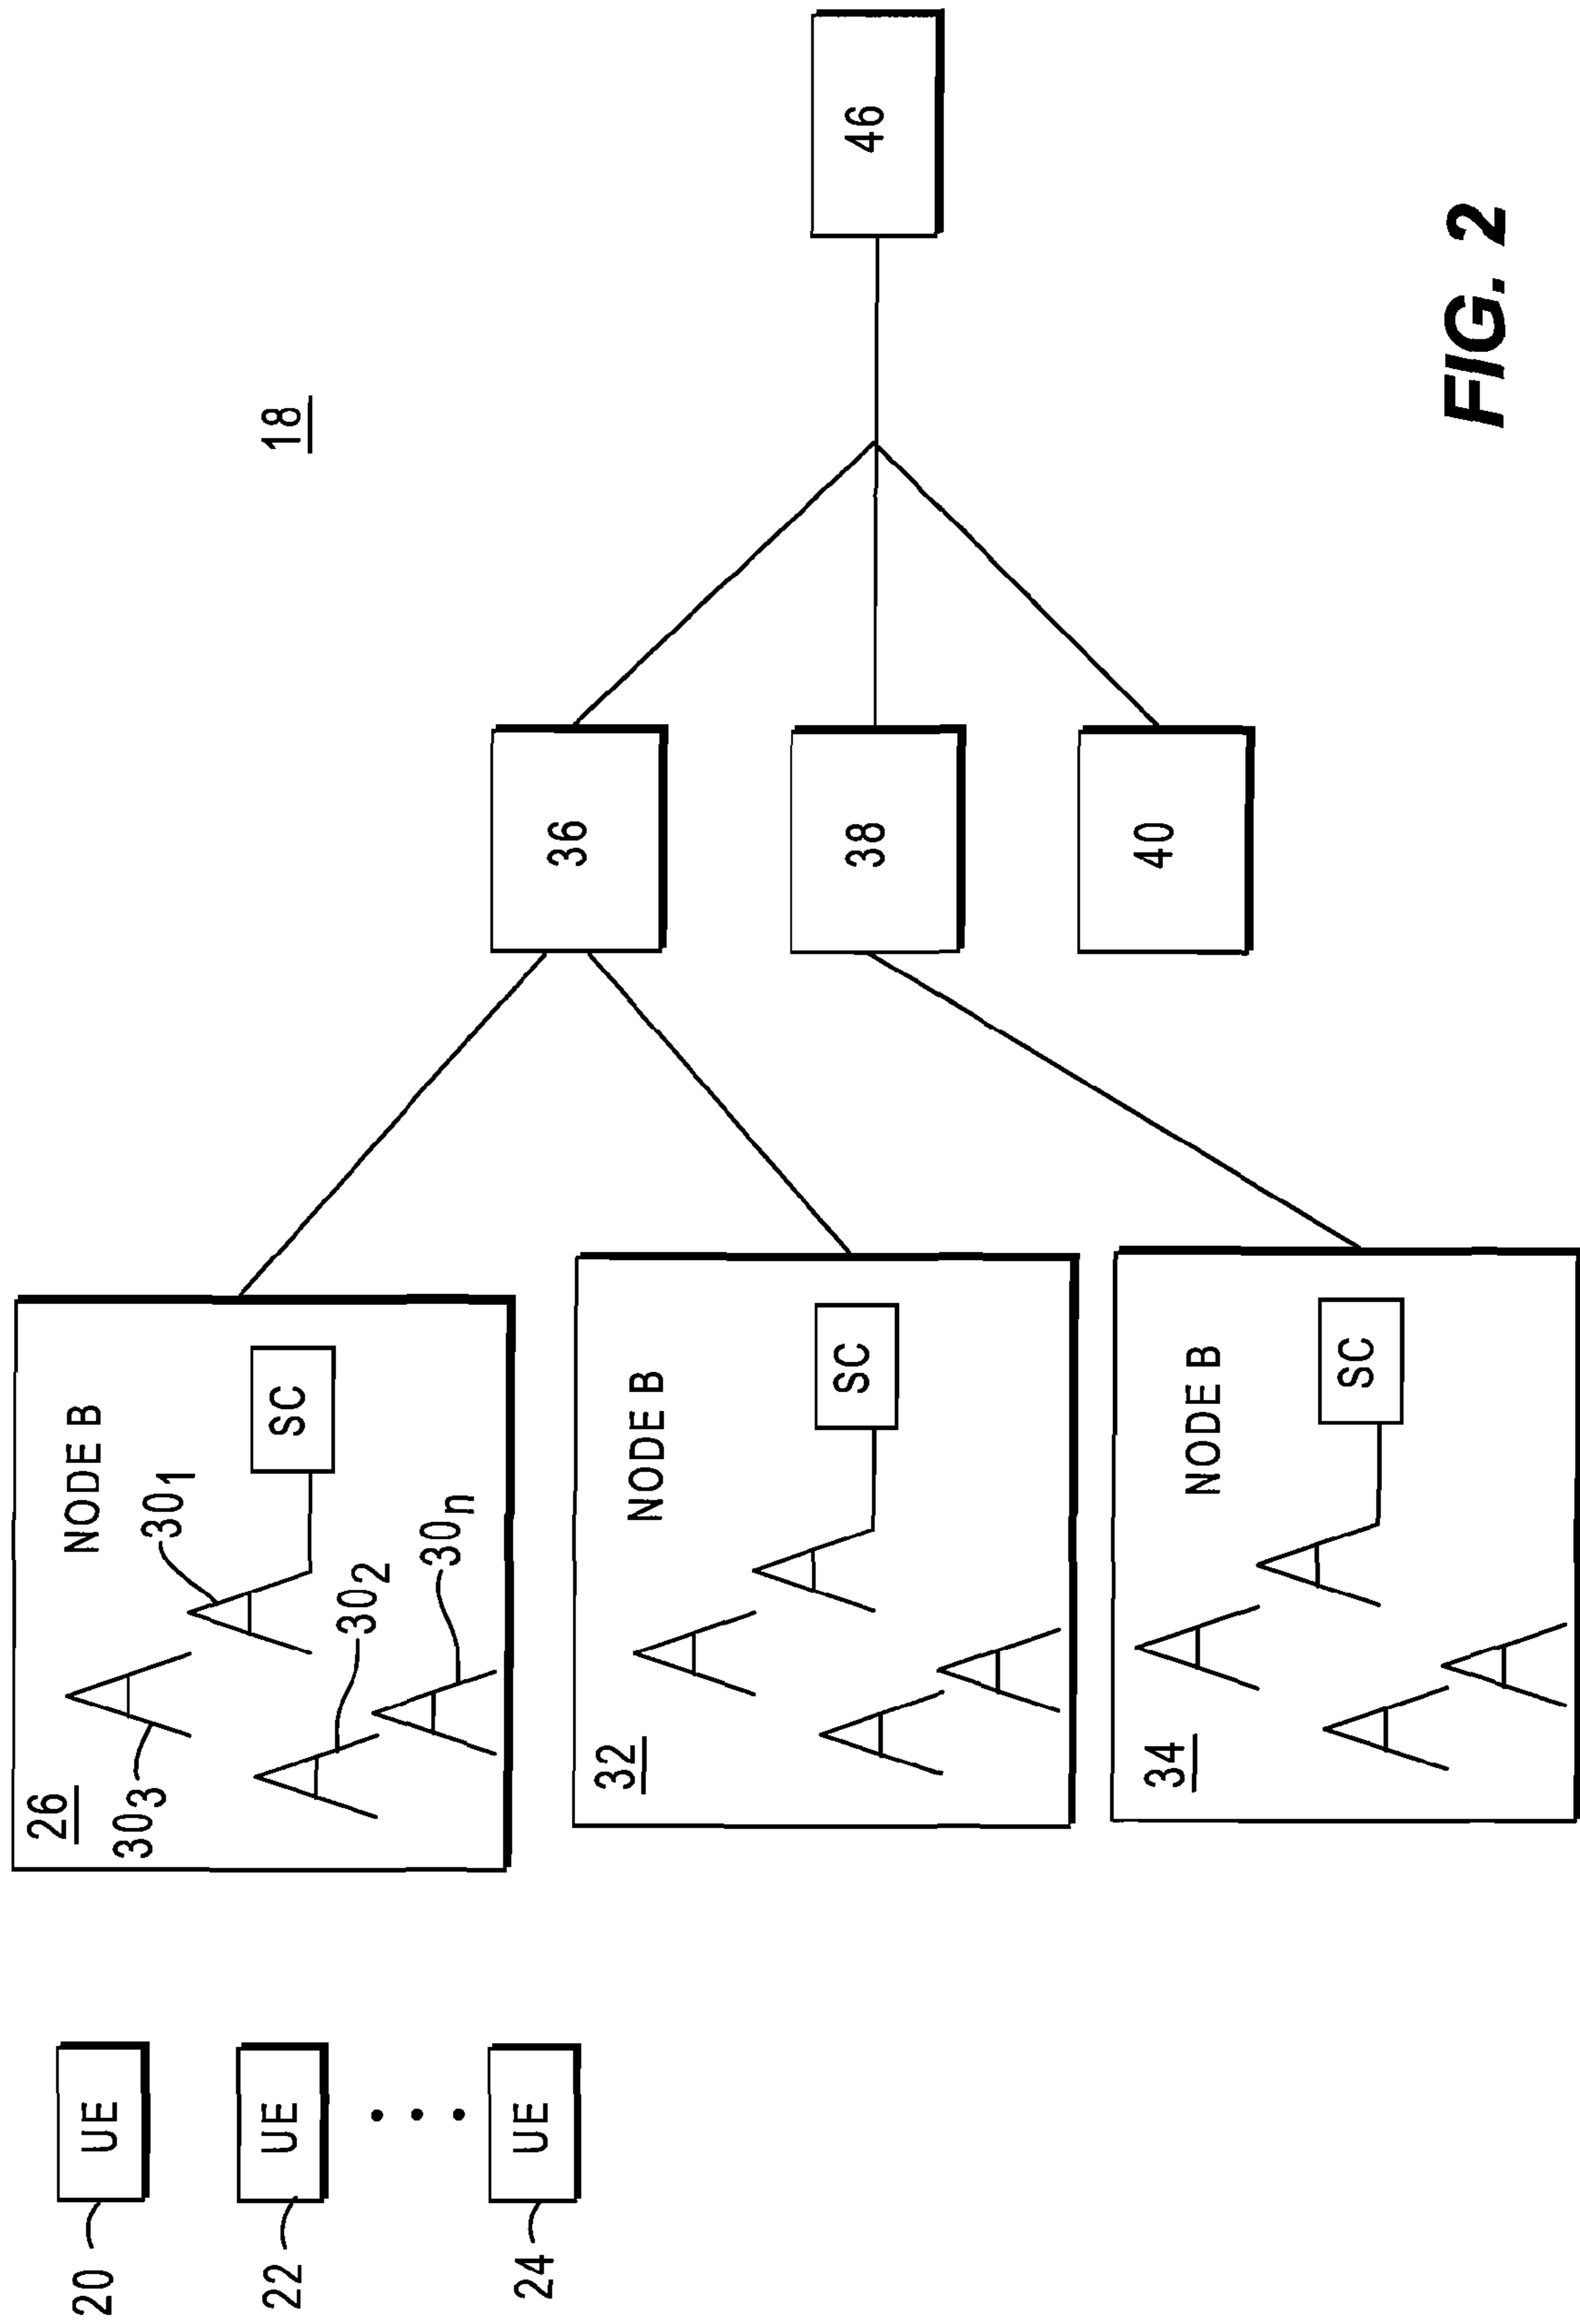 18
20
UE
22
UE
24
UE
26
NODE B
30₃
30₁
30₂
30n
SC
32
NODE B
SC
34
NODE B
SC
36
38
40
46
FIG. 2